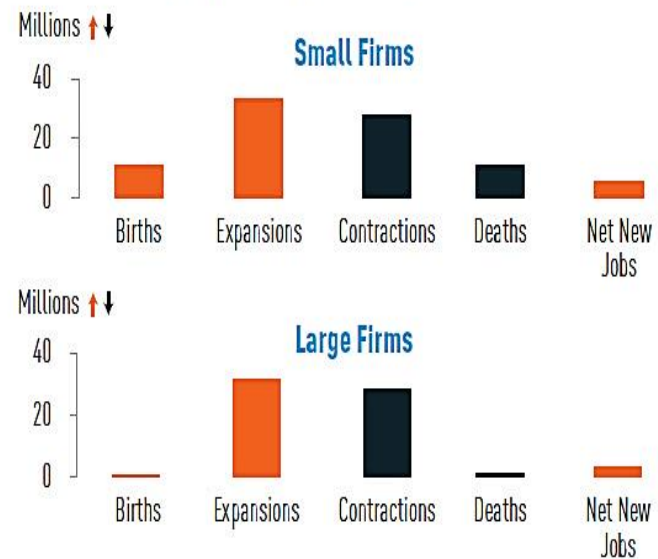 Millions
Small Firms
40
20
0
Births Expansions Contractions Deaths Net New
Jobs
Millions
Large Firms
40
20
0
Births Expansions Contractions Deaths Net New
Jobs